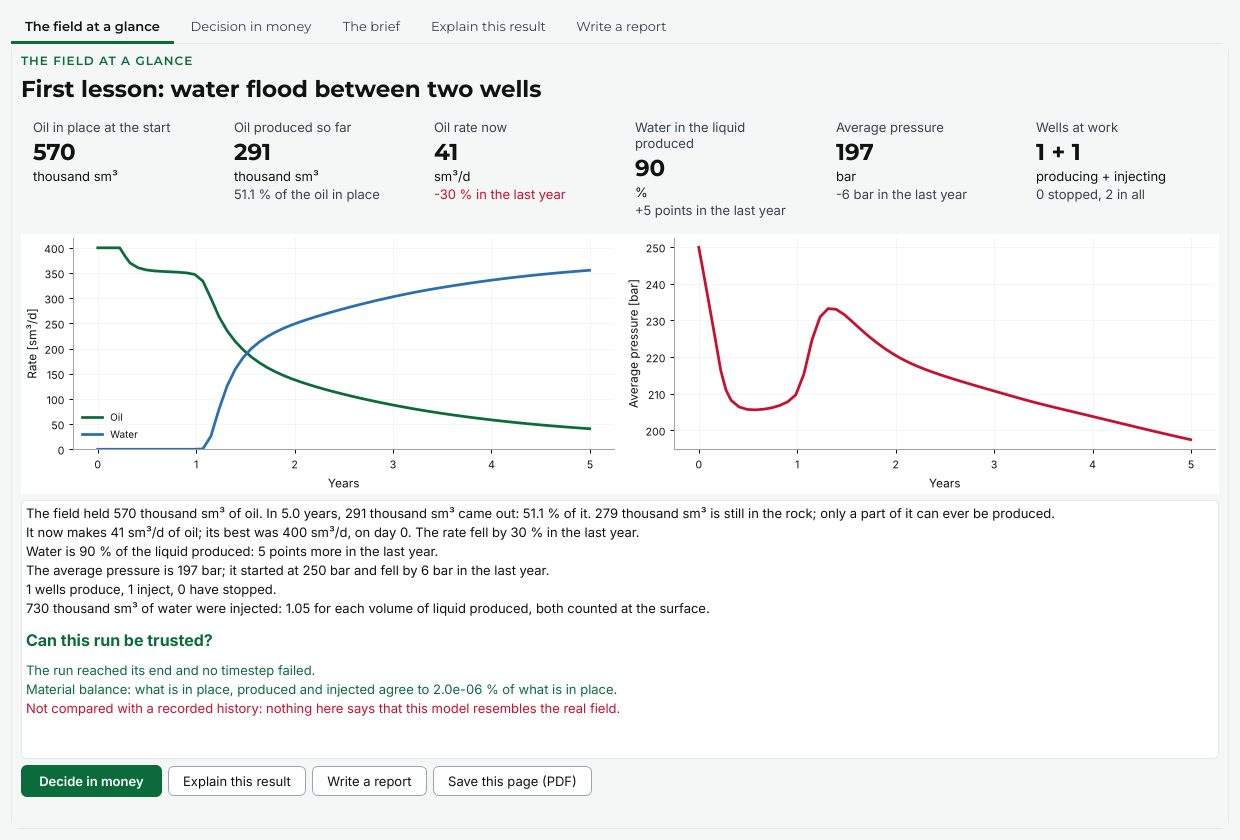 The field at a glance
Decision in money
The brief
Explain this result
Write a report
THE FIELD AT A GLANCE
First lesson: water flood between two wells
Oil in place at the start
570
thousand sm³
Oil produced so far
291
thousand sm³
51.1 % of the oil in place
Oil rate now
41
sm³/d
-30 % in the last year
Water in the liquid
produced
90
%
+5 points in the last year
Average pressure
197
bar
-6 bar in the last year
Wells at work
1 + 1
producing + injecting
0 stopped, 2 in all
Rate [sm³/d]
400
350
300
250
200
150
100
50
0
Oil
Water
0 1 2 3 4 5
Years
Average pressure [bar]
250
240
230
220
210
200
0 1 2 3 4 5
Years
The field held 570 thousand sm³ of oil. In 5.0 years, 291 thousand sm³ came out: 51.1 % of it. 279 thousand sm³ is still in the rock; only a part of it can ever be produced.
It now makes 41 sm³/d of oil; its best was 400 sm³/d, on day 0. The rate fell by 30 % in the last year.
Water is 90 % of the liquid produced: 5 points more in the last year.
The average pressure is 197 bar; it started at 250 bar and fell by 6 bar in the last year.
1 wells produce, 1 inject, 0 have stopped.
730 thousand sm³ of water were injected: 1.05 for each volume of liquid produced, both counted at the surface.
Can this run be trusted?
The run reached its end and no timestep failed.
Material balance: what is in place, produced and injected agree to 2.0e-06 % of what is in place.
Not compared with a recorded history: nothing here says that this model resembles the real field.
Decide in money
Explain this result
Write a report
Save this page (PDF)